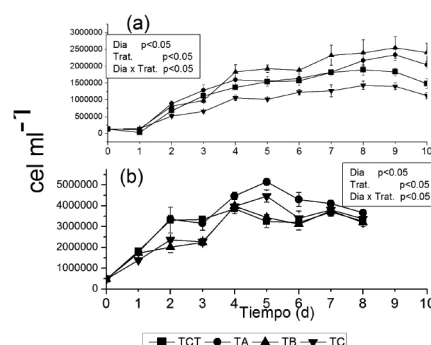 (a)
Dia p<0.05
Trat. p<0.05
Dia x Trat. p<0.05
3000000
2500000
2000000
1500000
1000000
500000
0
0 1 2 3 4 5 6 7 8 9 10
cel ml⁻¹
(b)
Dia p<0.05
Trat. p<0.05
Dia x Trat. p<0.05
5000000
4000000
3000000
2000000
1000000
0
0 1 2 3 4 5 6 7 8 9 10
Tiempo (d)
TCT TA TB TC